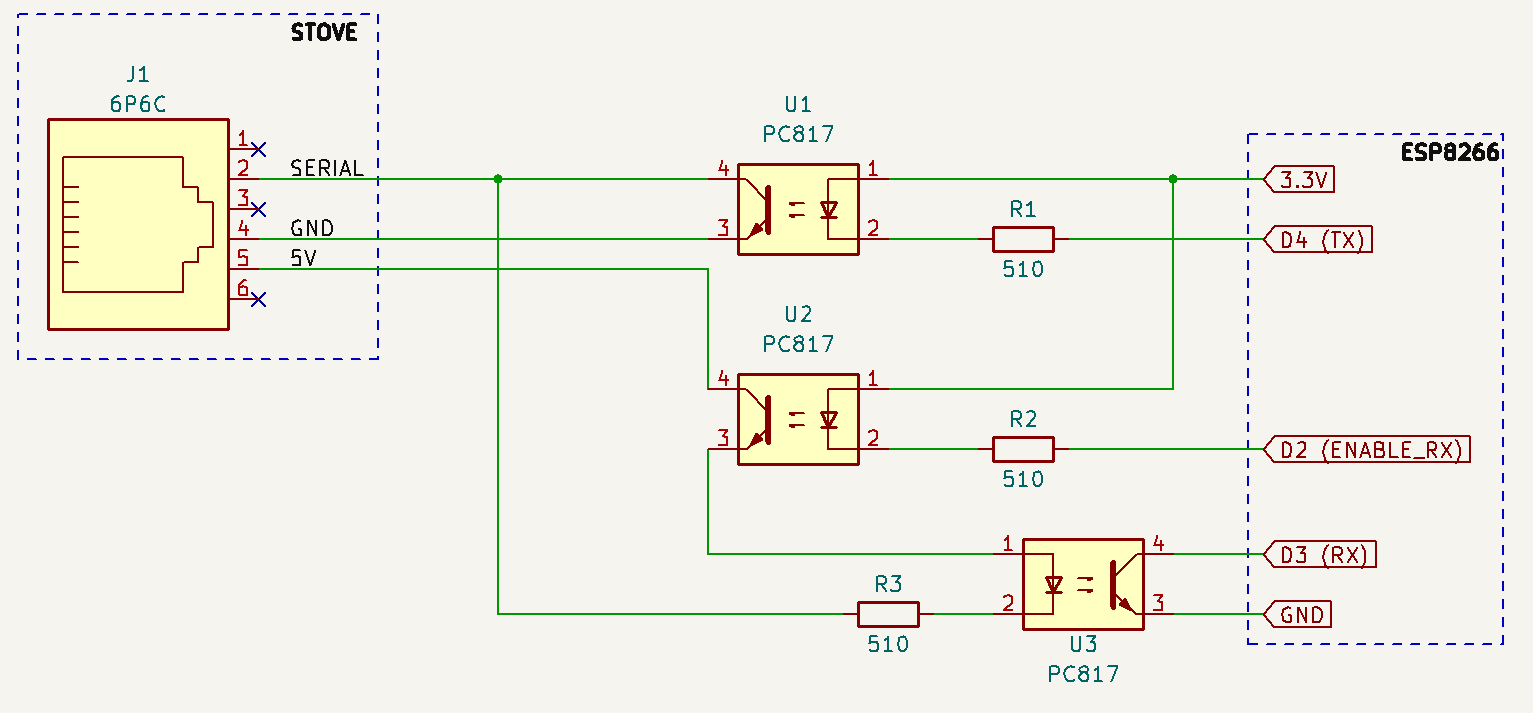 STOVE
J1
6P6C
1
2
3
4
5
6
SERIAL
GND
5V
U1
PC817
4
3
1
2
R1
510
U2
PC817
4
3
1
2
R2
510
R3
510
1
2
4
3
U3
PC817
ESP8266
3.3V
D4 (TX)
D2 (ENABLE_RX)
D3 (RX)
GND